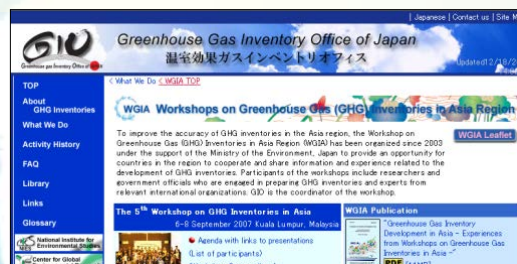 | Japanese | Contact us | Site M
GIO
Greenhouse Gas Inventory Office of Japan
温室効果ガスインベントリオフィス
Greenhouse gas Inventory Office of
Updated12/18/2
TOP
About
GHG Inventories
What We Do
Activity History
FAQ
Library
Links
Glossary
National Institute for
Environmental Studies
Center for Global
< What We Do < WGIA TOP
WGIA Workshops on Greenhouse Gas (GHG) Inventories in Asia Region
To improve the accuracy of GHG inventories in the Asia region, the Workshop on
Greenhouse Gas (GHG) Inventories in Asia Region (WGIA) has been organized since 2003
under the support of the Ministry of the Environment, Japan to provide an opportunity for
countries in the region to cooperate and share information and experience related to the
development of GHG inventories. Participants of the workshops include researchers and
government officials who are engaged in preparing GHG inventories and experts from
relevant international organizations. GIO is the coordinator of the workshop.
WGIA Leaflet
The 5th Workshop on GHG Inventories in Asia
6-8 September 2007 Kuala Lumpur, Malaysia
Agenda with links to presentations
(List of participants)
WGIA Publication
"Greenhouse Gas Inventory
Development in Asia - Experiences
from Workshops on Greenhouse Gas
Inventories in Asia -"
PDF